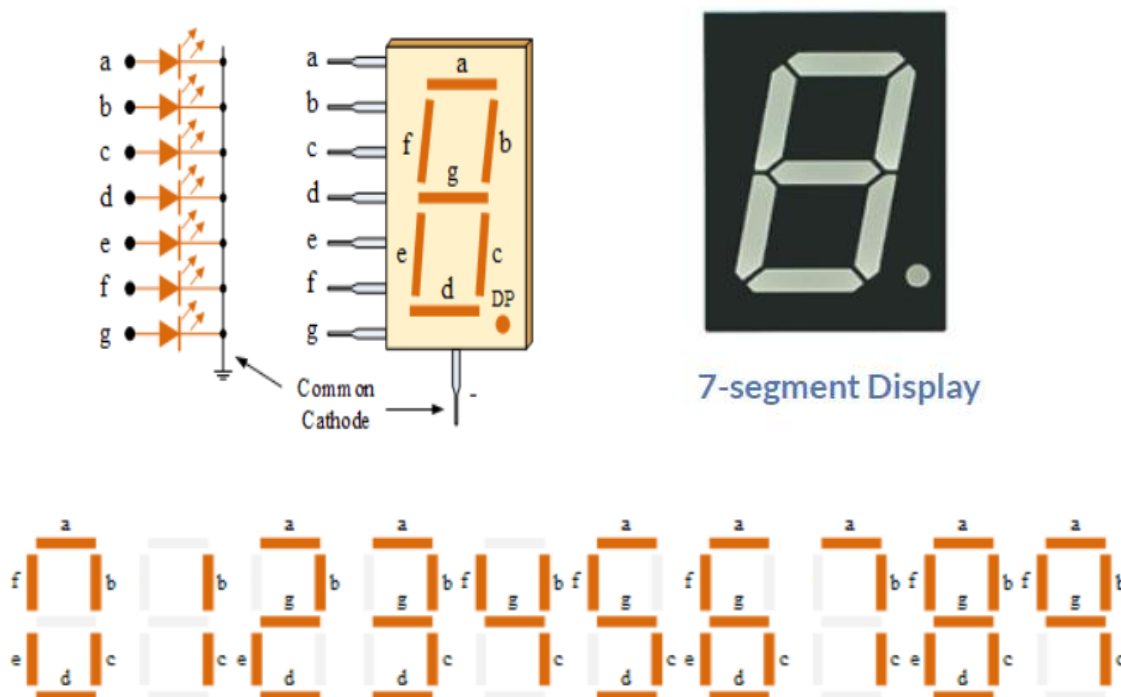 a
b
c
d
e
f
g
Common
Cathode
a
b
c
d
e
f
g
a
f
b
g
e
c
d
DP
-
7-segment Display
a a a a a a a a
f b b b b f b f f b f b f b
g g g g g g g
e c c e c c c e c c e c c
d d d d d d